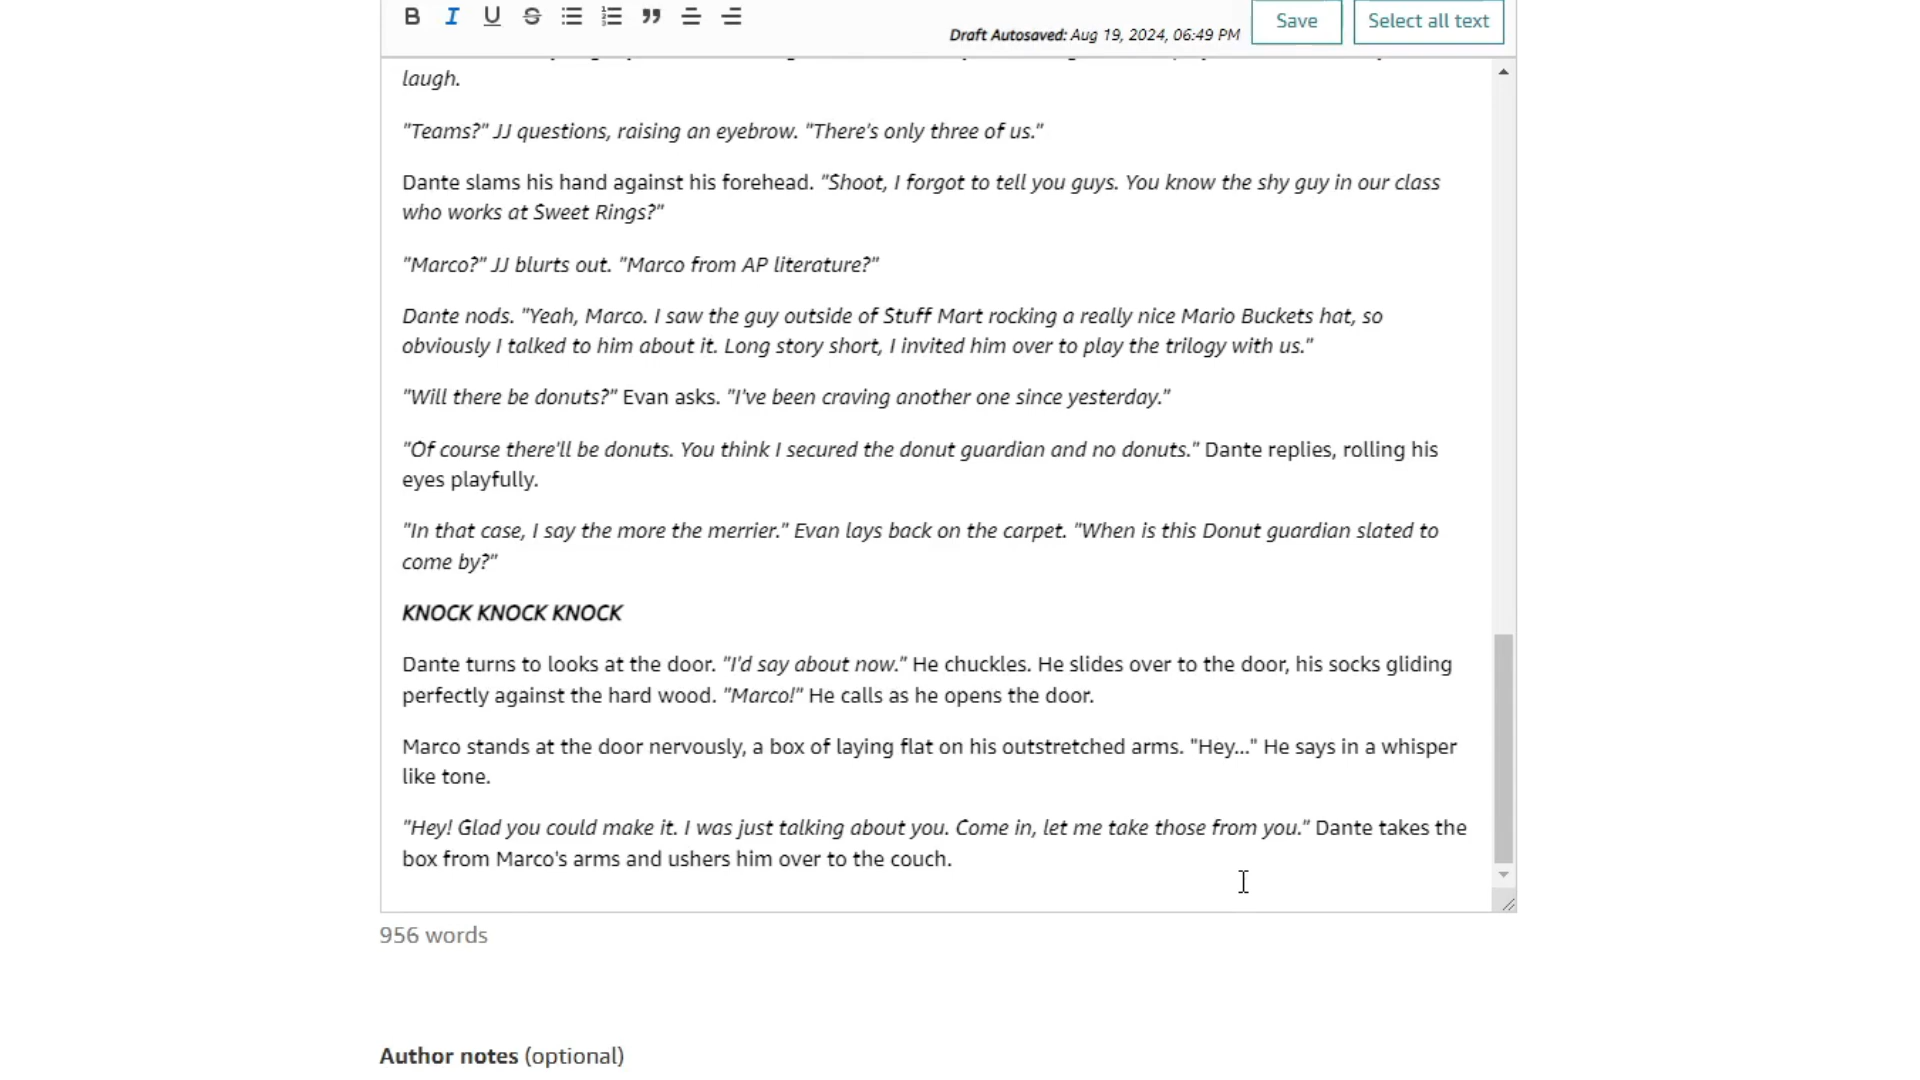 Draft Autosaved: Aug 19, 2024, 06:49 PM
Save
Select all text
laugh.
"Teams?" JJ questions, raising an eyebrow. "There's only three of us."
Dante slams his hand against his forehead. "Shoot, I forgot to tell you guys. You know the shy guy in our class
who works at Sweet Rings?"
"Marco?" JJ blurts out. "Marco from AP literature?"
Dante nods. "Yeah, Marco. I saw the guy outside of Stuff Mart rocking a really nice Mario Buckets hat, so
obviously I talked to him about it. Long story short, I invited him over to play the trilogy with us."
"Will there be donuts?" Evan asks. "I've been craving another one since yesterday."
"Of course there'll be donuts. You think I secured the donut guardian and no donuts." Dante replies, rolling his
eyes playfully.
"In that case, I say the more the merrier." Evan lays back on the carpet. "When is this Donut guardian slated to
come by?"
KNOCK KNOCK KNOCK
Dante turns to looks at the door. "I'd say about now." He chuckles. He slides over to the door, his socks gliding
perfectly against the hard wood. "Marco!" He calls as he opens the door.
Marco stands at the door nervously, a box of laying flat on his outstretched arms. "Hey..." He says in a whisper
like tone.
"Hey! Glad you could make it. I was just talking about you. Come in, let me take those from you." Dante takes the
box from Marco's arms and ushers him over to the couch.
956 words
Author notes (optional)